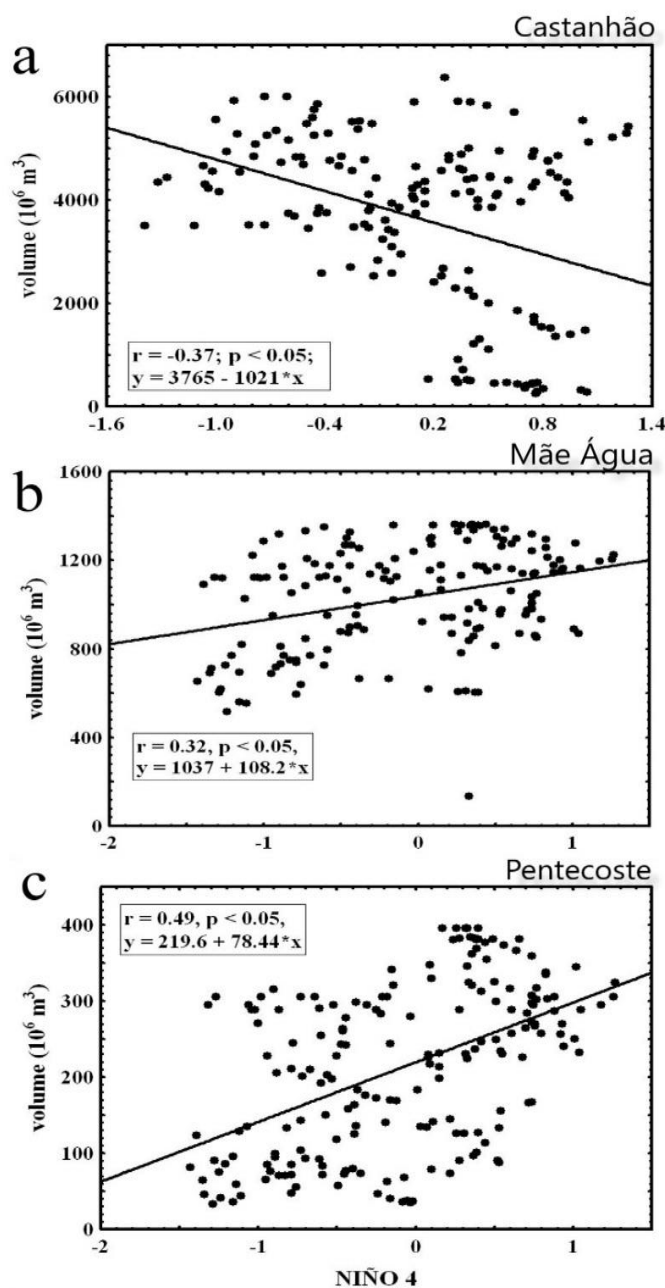 Castanhão
a
6000
4000
2000
0
volume (10⁶ m³)
r = -0.37; p < 0.05;
y = 3765 - 1021*x
-1.6 -1.0 -0.4 0.2 0.8 1.4
Mãe Água
b
1600
1200
800
400
0
volume (10⁶ m³)
r = 0.32, p < 0.05,
y = 1037 + 108.2*x
-2 -1 0 1
Pentecoste
c
400
300
200
100
0
volume (10⁶ m³)
r = 0.49, p < 0.05,
y = 219.6 + 78.44*x
-2 -1 0 1
NIÑO 4